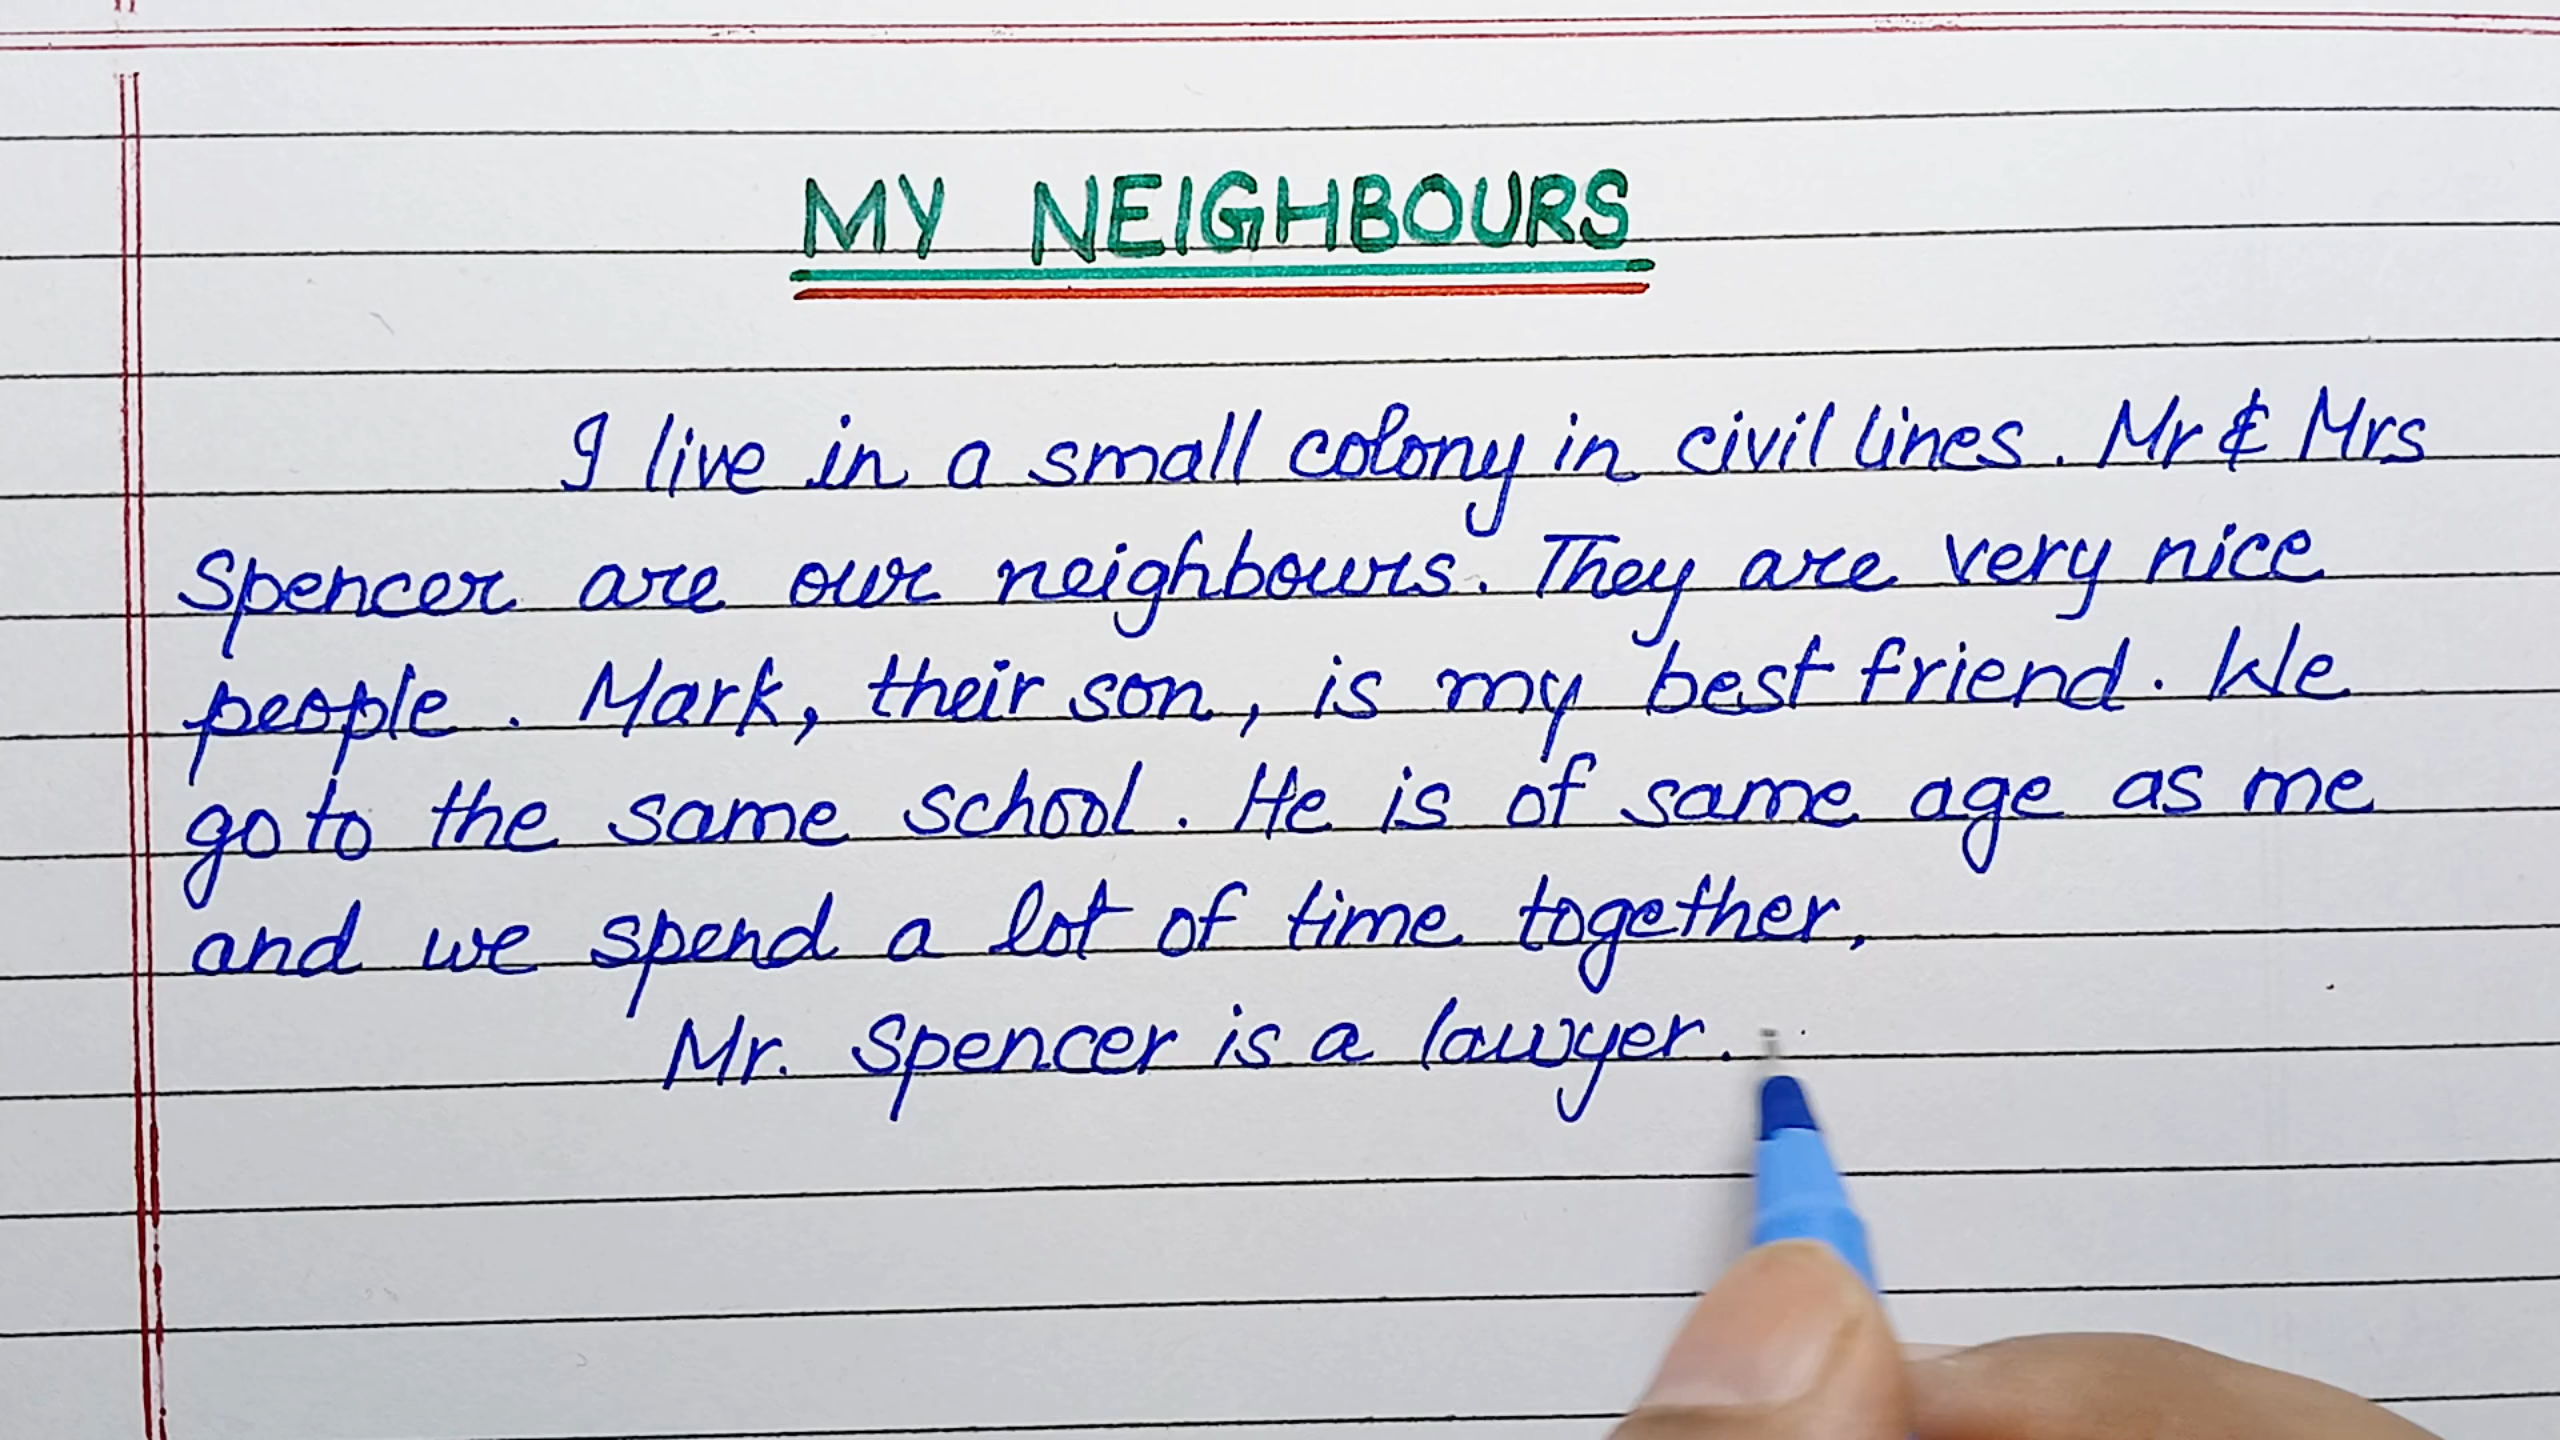 MY NEIGHBOURS
I live in a small colony in civil lines. Mr & Mrs
Spencer are our neighbours. They are very nice
people. Mark, their son, is my best friend. We
go to the same school. He is of same age as me
and we spend a lot of time together.
Mr. Spencer is a lawyer.